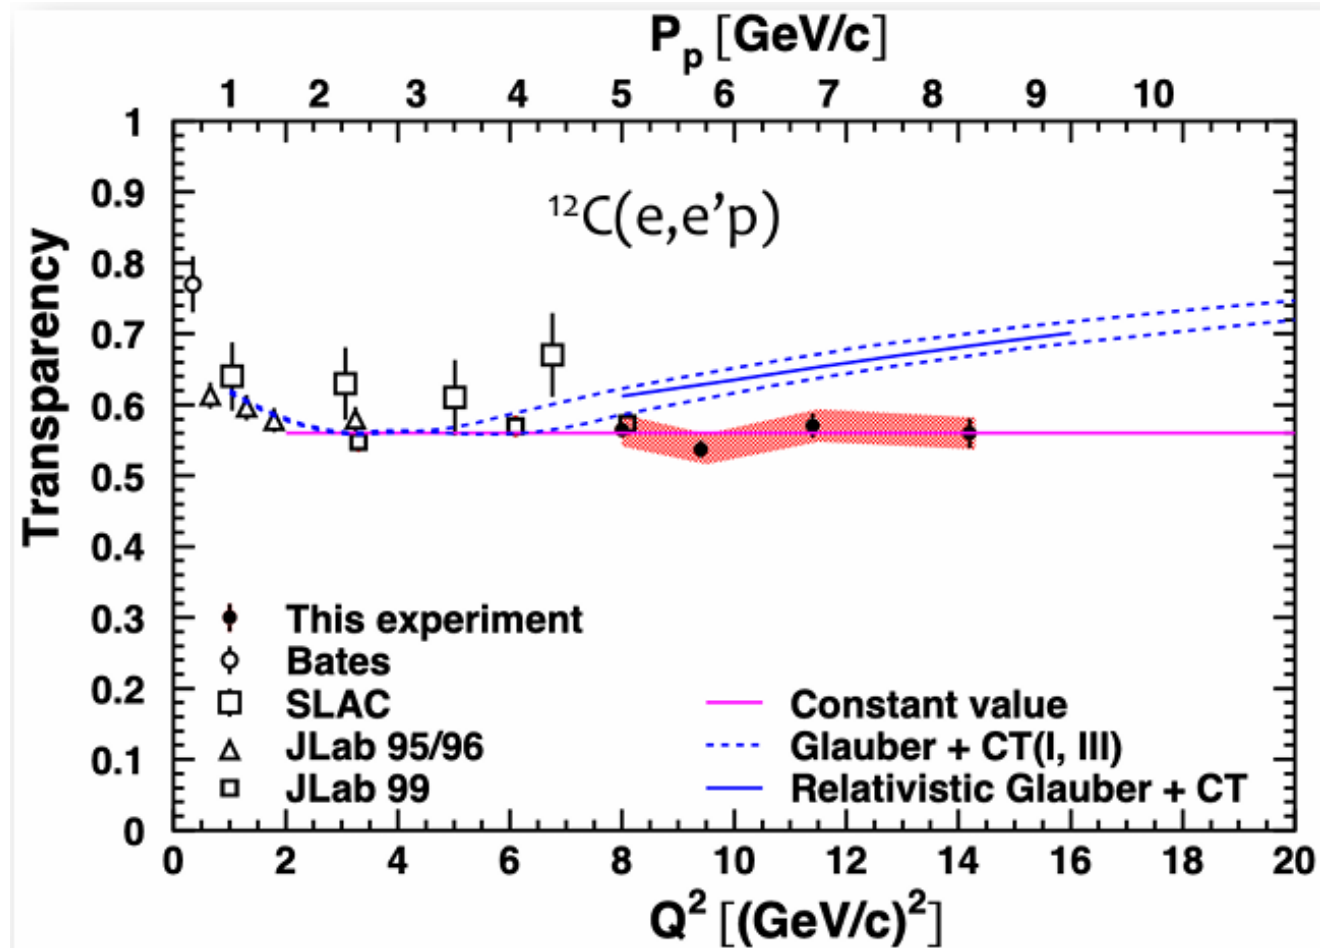 P_p [GeV/c]
1 2 3 4 5 6 7 8 9 10
1
0.9
0.8
0.7
0.6
0.5
0.4
0.3
0.2
0.1
0
Transparency
¹²C(e,e’p)
This experiment
Bates
SLAC
JLab 95/96
JLab 99
Constant value
Glauber + CT(I, III)
Relativistic Glauber + CT
0 2 4 6 8 10 12 14 16 18 20
Q² [(GeV/c)²]